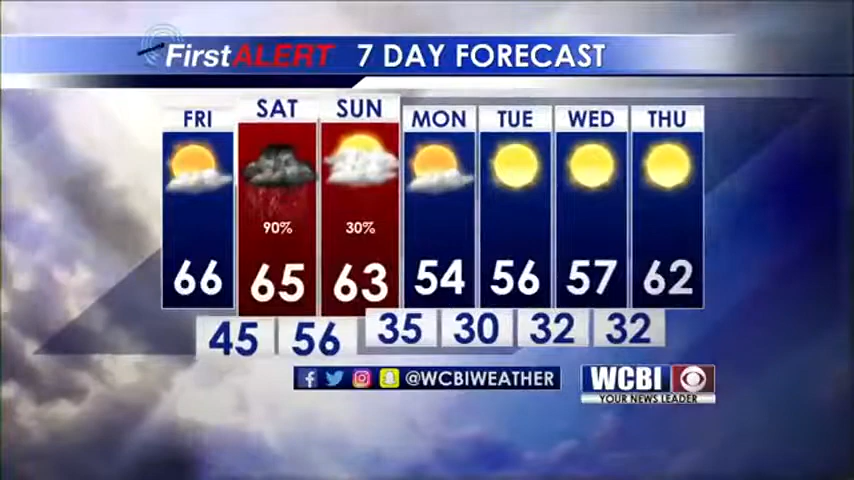 FirstALERT 7 DAY FORECAST
FRI SAT SUN MON TUE WED THU
90% 30%
66 65 63 54 56 57 62
45 56 35 30 32 32
@WCBIWEATHER
WCBI
YOUR NEWS LEADER